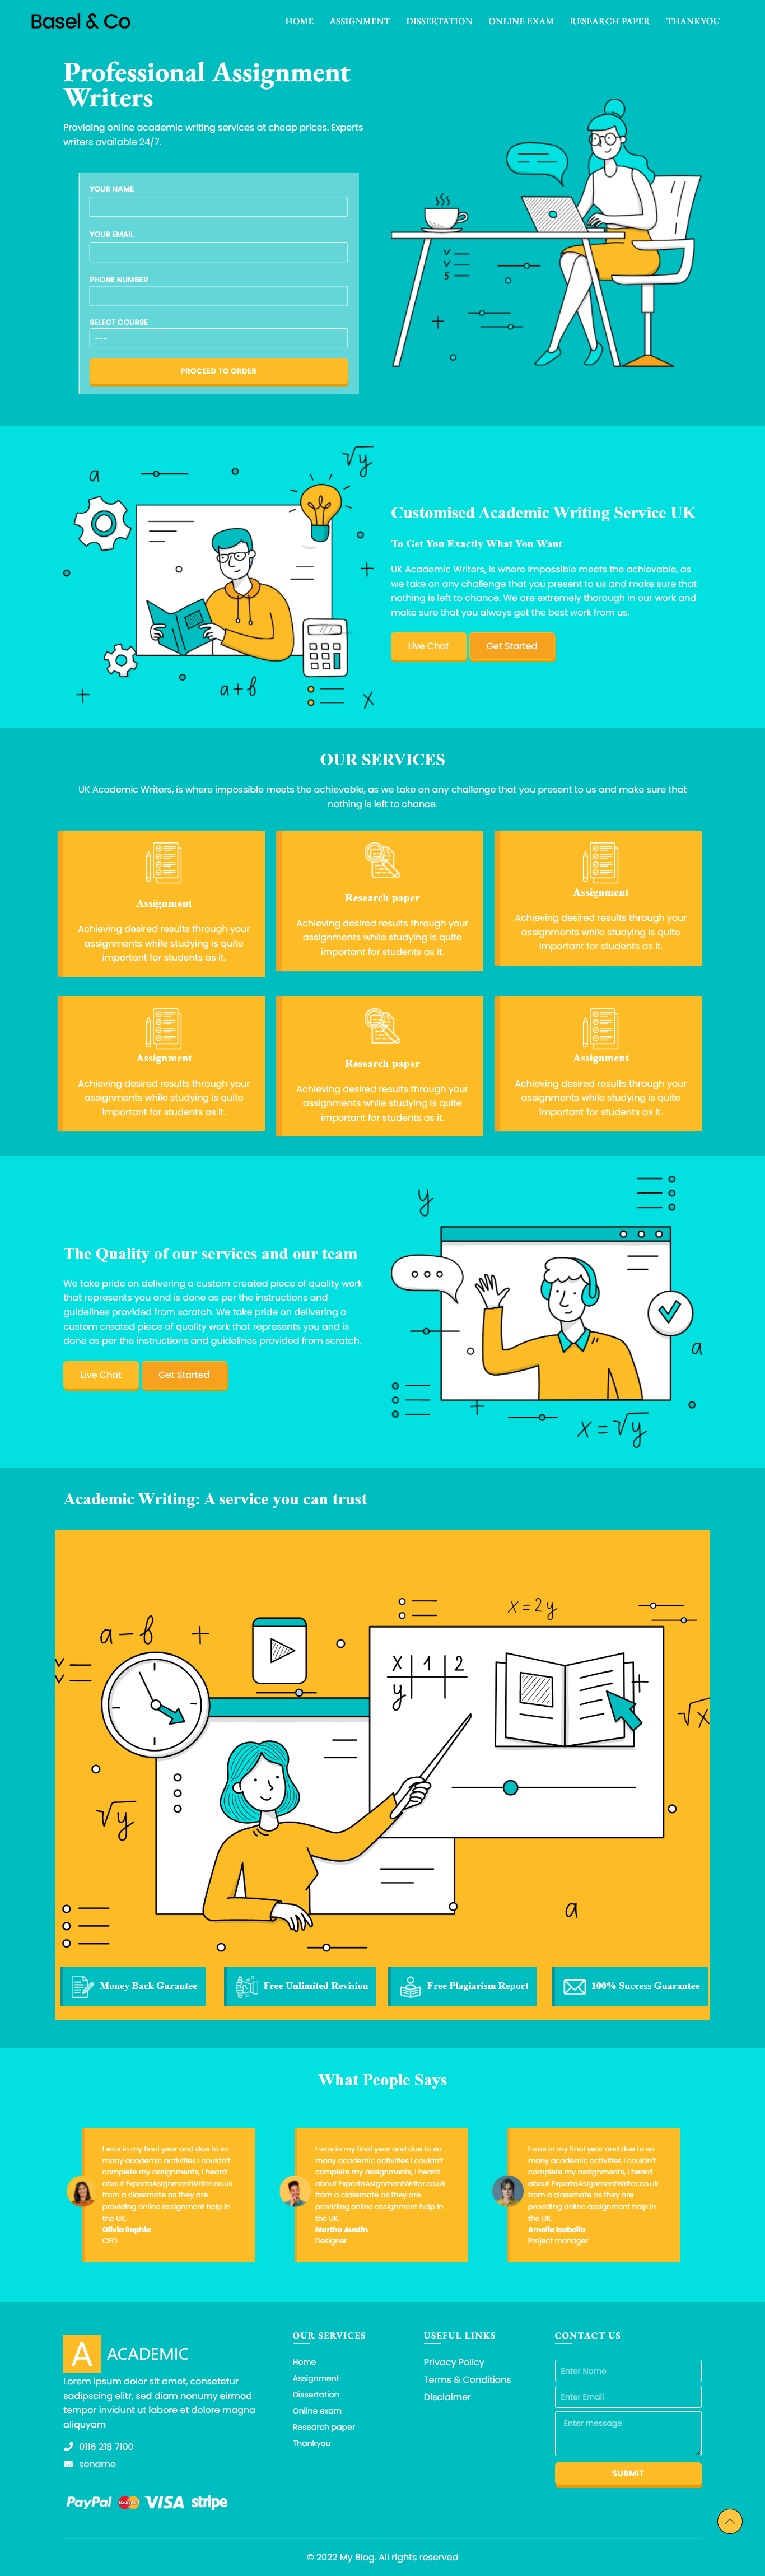 Basel & Co
HOME ASSIGNMENT DISSERTATION ONLINE EXAM RESEARCH PAPER THANKYOU
Professional Assignment
Writers
Providing online academic writing services at cheap prices. Experts
writers available 24/7.
YOUR NAME
YOUR EMAIL
PHONE NUMBER
SELECT COURSE
---
PROCEED TO ORDER
a
√y
a+b
x
Customised Academic Writing Service UK
To Get You Exactly What You Want
UK Academic Writers, is where impossible meets the achievable, as
we take on any challenge that you present to us and make sure that
nothing is left to chance. We are extremely thorough in our work and
make sure that you always get the best work from us.
Live Chat
Get Started
OUR SERVICES
UK Academic Writers, is where impossible meets the achievable, as we take on any challenge that you present to us and make sure that
nothing is left to chance.
Assignment
Achieving desired results through your
assignments while studying is quite
important for students as it.
Research paper
Achieving desired results through your
assignments while studying is quite
important for students as it.
Assignment
Achieving desired results through your
assignments while studying is quite
important for students as it.
Assignment
Achieving desired results through your
assignments while studying is quite
important for students as it.
Research paper
Achieving desired results through your
assignments while studying is quite
important for students as it.
Assignment
Achieving desired results through your
assignments while studying is quite
important for students as it.
The Quality of our services and our team
We take pride on delivering a custom created piece of quality work
that represents you and is done as per the instructions and
guidelines provided from scratch. We take pride on delivering a
custom created piece of quality work that represents you and is
done as per the instructions and guidelines provided from scratch.
Live Chat
Get Started
y
a
x=√y
Academic Writing: A service you can trust
a-b +
x=2y
x 1 2
y
√x
√y
a
Money Back Gurantee
Free Unlimited Revision
Free Plagiarism Report
100% Success Guarantee
What People Says
I was in my final year and due to so
many academic activities I couldn't
complete my assignments, I heard
about ExpertaAsignmentWriter.co.uk
from a classmate as they are
providing online assignment help in
the UK.
Olivia Sophia
CEO
I was in my final year and due to so
many academic activities I couldn't
complete my assignments, I heard
about ExpertaAsignmentWriter.co.uk
from a classmate as they are
providing online assignment help in
the UK.
Martha Austin
Designer
I was in my final year and due to so
many academic activities I couldn't
complete my assignments, I heard
about ExpertaAsignmentWriter.co.uk
from a classmate as they are
providing online assignment help in
the UK.
Amelia Isabella
Project manager
A ACADEMIC
Lorem ipsum dolor sit amet, consetetur
sadipscing elitr, sed diam nonumy eirmod
tempor invidunt ut labore et dolore magna
aliquyam
0116 218 7100
sendme
PayPal MasterCard VISA stripe
OUR SERVICES
Home
Assignment
Dissertation
Online exam
Research paper
Thankyou
USEFUL LINKS
Privacy Policy
Terms & Conditions
Disclaimer
CONTACT US
Enter Name
Enter Email
Enter message
SUBMIT
© 2022 My Blog. All rights reserved